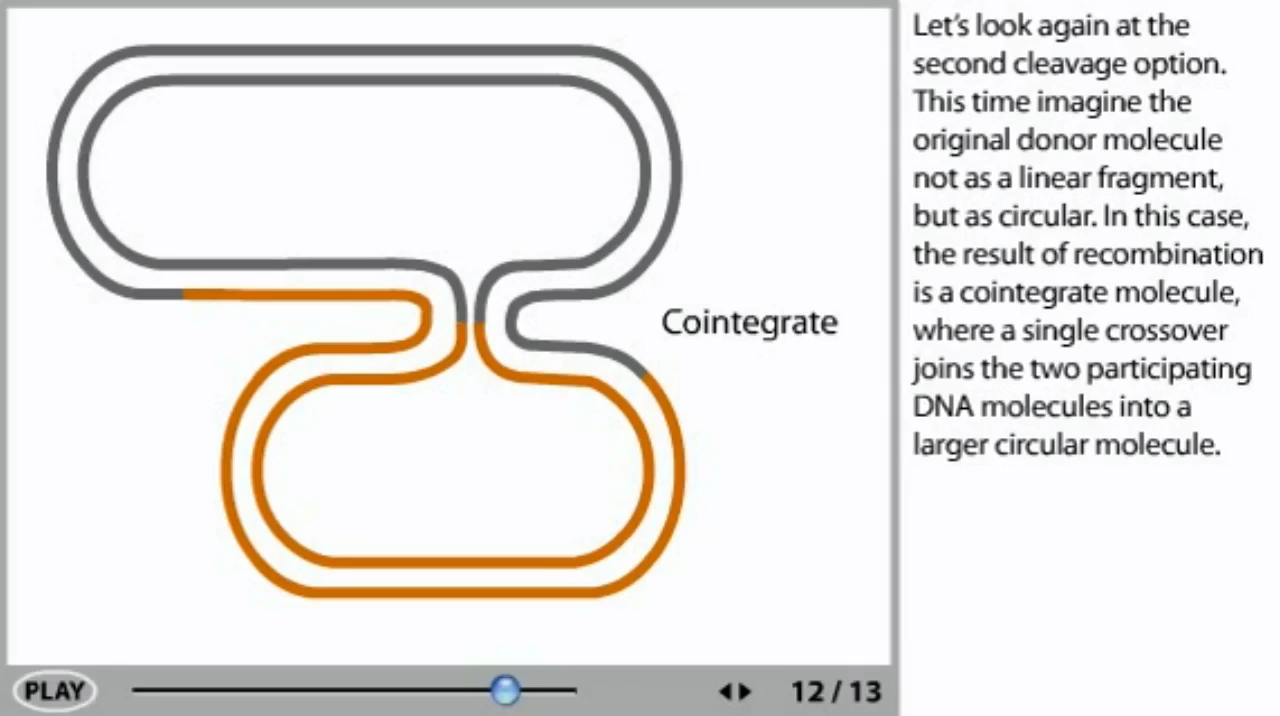 Let's look again at the
second cleavage option.
This time imagine the
original donor molecule
not as a linear fragment,
but as circular. In this case,
the result of recombination
is a cointegrate molecule,
where a single crossover
joins the two participating
DNA molecules into a
larger circular molecule.
Cointegrate
PLAY
12 / 13